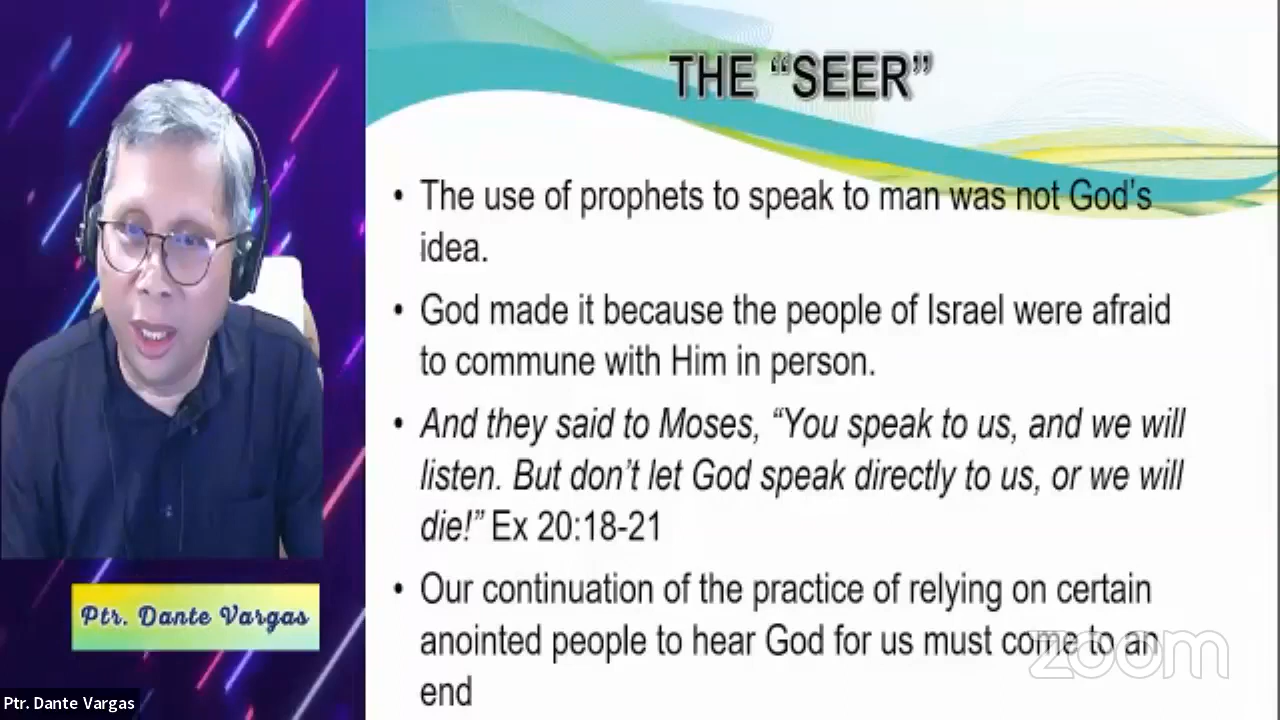 THE “SEER”
• The use of prophets to speak to man was not God’s
idea.
• God made it because the people of Israel were afraid
to commune with Him in person.
• And they said to Moses, “You speak to us, and we will
listen. But don’t let God speak directly to us, or we will
die!” Ex 20:18-21
• Our continuation of the practice of relying on certain
anointed people to hear God for us must come to an
end
Ptr. Dante Vargas
Ptr. Dante Vargas
zoom